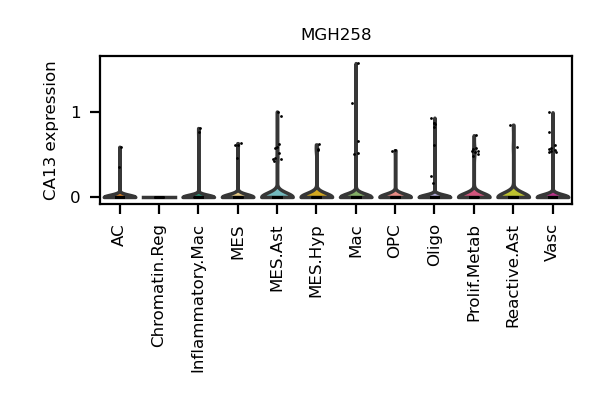 MGH258
CA13 expression
1
0
AC
Chromatin.Reg
Inflammatory.Mac
MES
MES.Ast
MES.Hyp
Mac
OPC
Oligo
Prolif.Metab
Reactive.Ast
Vasc